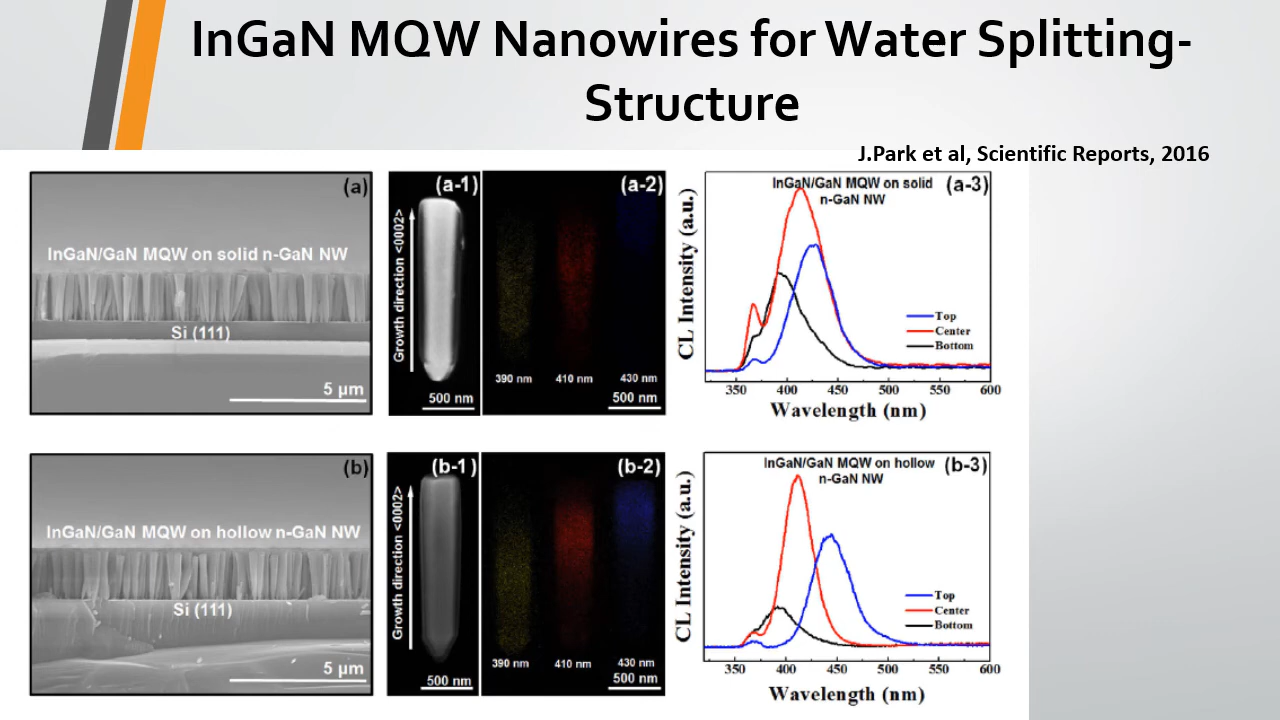 InGaN MQW Nanowires for Water Splitting-
Structure
J.Park et al, Scientific Reports, 2016
(a)
InGaN/GaN MQW on solid n-GaN NW
Si (111)
5 μm
(a-1)
Growth direction <0002>
500 nm
(a-2)
390 nm
410 nm
430 nm
500 nm
InGaN/GaN MQW on solid
n-GaN NW
(a-3)
CL Intensity (a.u.)
Top
Center
Bottom
350 400 450 500 550 600
Wavelength (nm)
(b)
InGaN/GaN MQW on hollow n-GaN NW
Si (111)
5 μm
(b-1)
Growth direction <0002>
500 nm
(b-2)
390 nm
410 nm
430 nm
500 nm
InGaN/GaN MQW on hollow
n-GaN NW
(b-3)
CL Intensity (a.u.)
Top
Center
Bottom
350 400 450 500 550 600
Wavelength (nm)